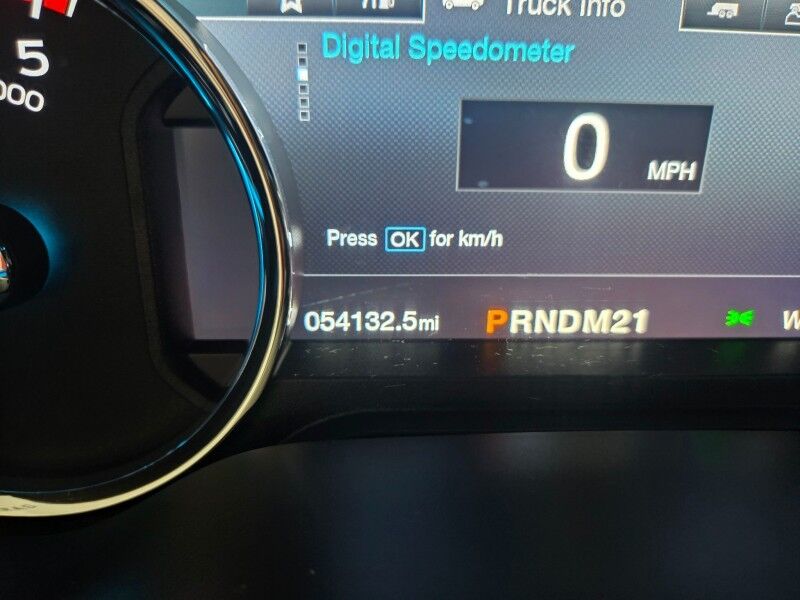 Truck Info
5
000
Digital Speedometer
0 MPH
Press OK for km/h
054132.5mi PRNDM21